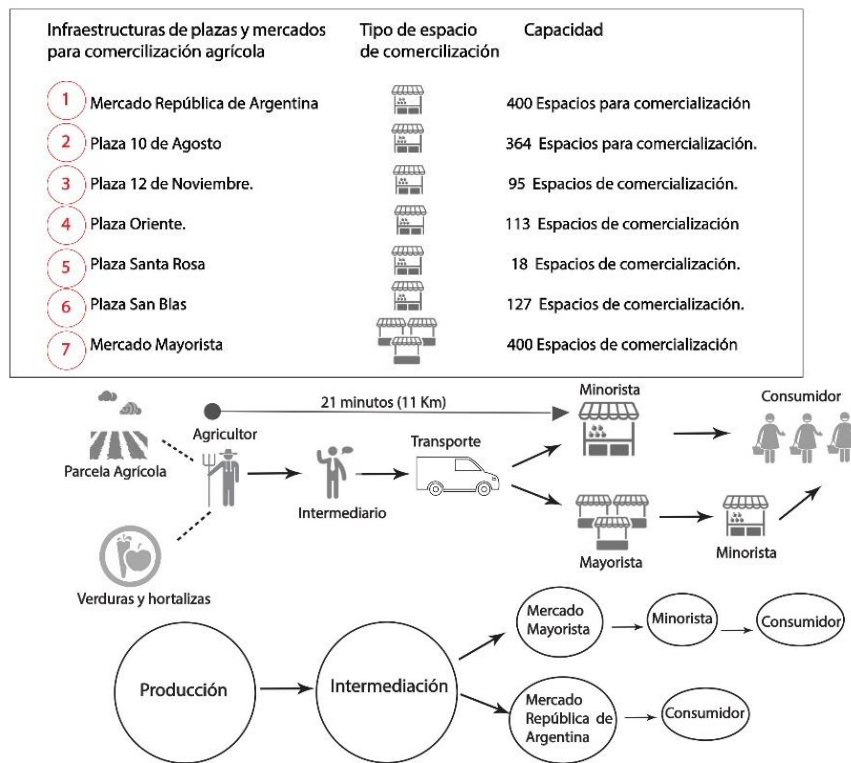 Infraestructuras de plazas y mercados
para comercilización agrícola
Tipo de espacio
de comercilización
Capacidad
1 Mercado República de Argentina 400 Espacios para comercialización
2 Plaza 10 de Agosto 364 Espacios para comercialización.
3 Plaza 12 de Noviembre. 95 Espacios de comercialización.
4 Plaza Oriente. 113 Espacios de comercialización
5 Plaza Santa Rosa 18 Espacios de comercialización.
6 Plaza San Blas 127 Espacios de comercialización.
7 Mercado Mayorista 400 Espacios de comercialización
21 minutos (11 Km)
Minorista
Consumidor
Agricultor
Transporte
Parcela Agrícola
Intermediario
Mayorista
Minorista
Verduras y hortalizas
Producción
Intermediación
Mercado
Mayorista
Minorista
Consumidor
Mercado
República de
Argentina
Consumidor